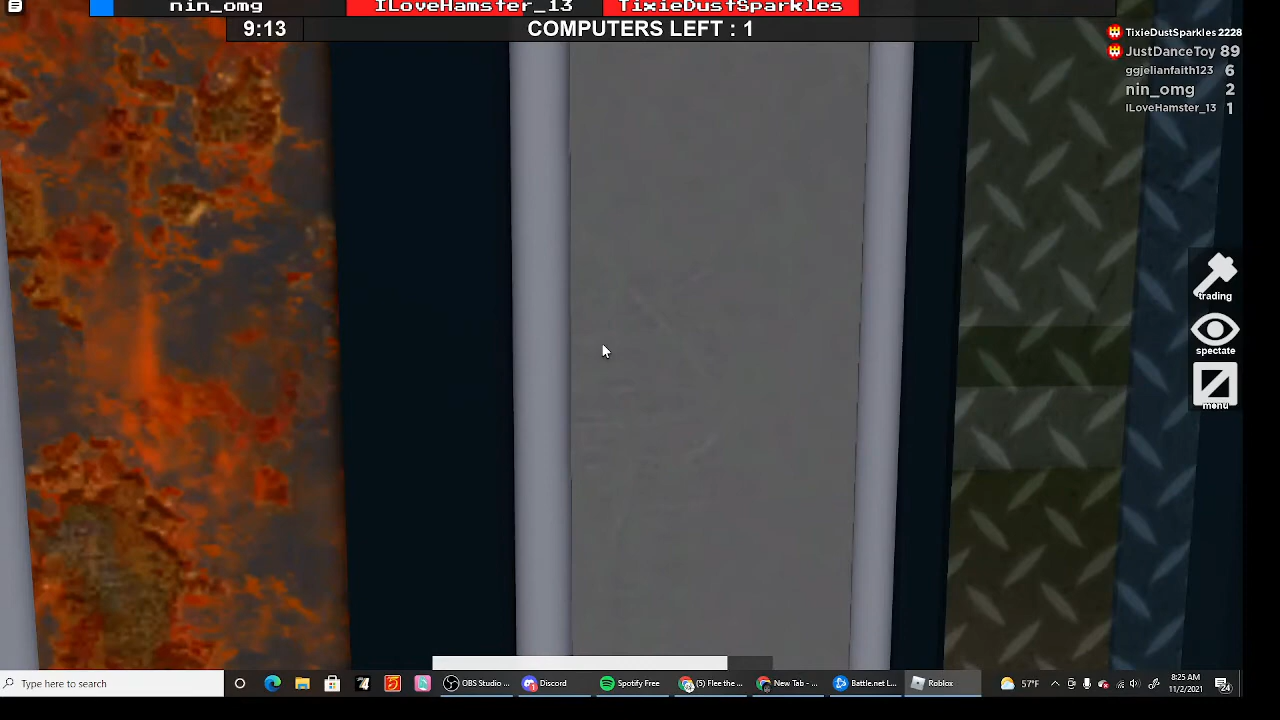 nin_omg
ILoveHamster_13
TixieDustSparkles
9:13
COMPUTERS LEFT : 1
TixieDustSparkles 2228
JustDanceToy 89
ggjelianfaith123 6
nin_omg 2
ILoveHamster_13 1
trading
spectate
menu
Type here to search
OBS Studio ...
Discord
Spotify Free
(5) Flee the ...
New Tab - ...
Battle.net L...
Roblox
57°F
8:25 AM
11/2/2021
24